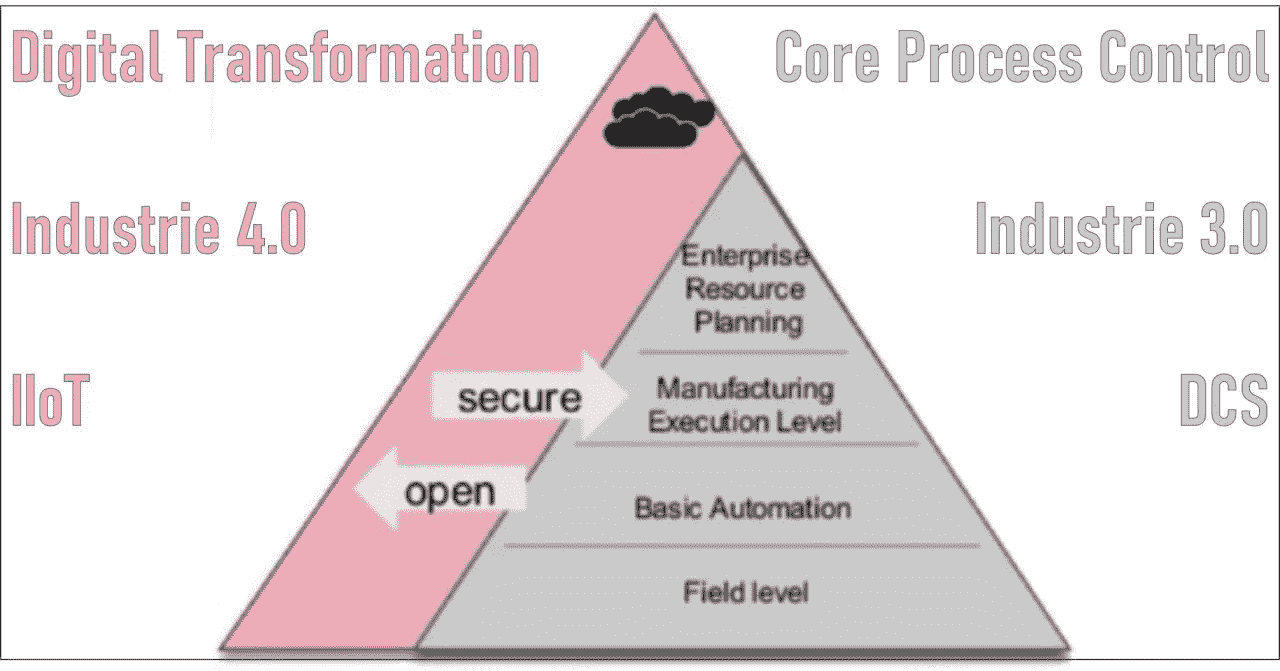 Digital Transformation
Core Process Control
Industrie 4.0
Industrie 3.0
Enterprise
Resource
Planning
IIoT
DCS
secure
Manufacturing
Execution Level
open
Basic Automation
Field level